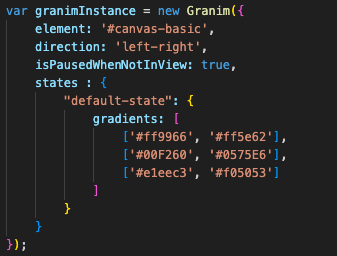 var granimInstance = new Granim({
    element: '#canvas-basic',
    direction: 'left-right',
    isPausedWhenNotInView: true,
    states : {
        "default-state": {
            gradients: [
                ['#ff9966', '#ff5e62'],
                ['#00F260', '#0575E6'],
                ['#e1eec3', '#f05053']
            ]
        }
    }
});